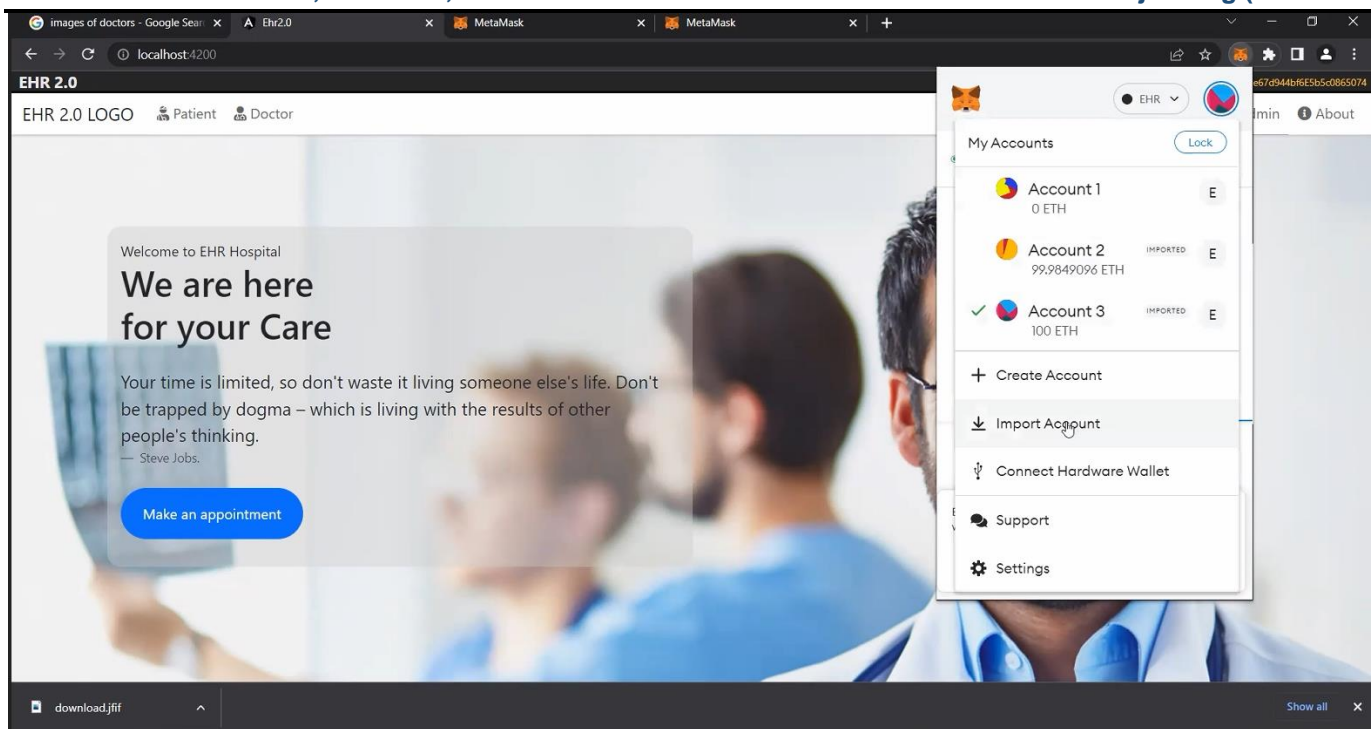 images of doctors - Google Sear
Ehr2.0
MetaMask
MetaMask
localhost:4200
EHR 2.0
e67d944bf6E5b5c0865074
EHR 2.0 LOGO
Patient
Doctor
About
EHR
My Accounts
Lock
Account 1
0 ETH
E
Account 2
IMPORTED
99.9849096 ETH
E
Account 3
IMPORTED
100 ETH
E
Create Account
Import Account
Connect Hardware Wallet
Support
Settings
Welcome to EHR Hospital
We are here
for your Care
Your time is limited, so don't waste it living someone else's life. Don't
be trapped by dogma – which is living with the results of other
people's thinking.
— Steve Jobs.
Make an appointment
download.jfif
Show all